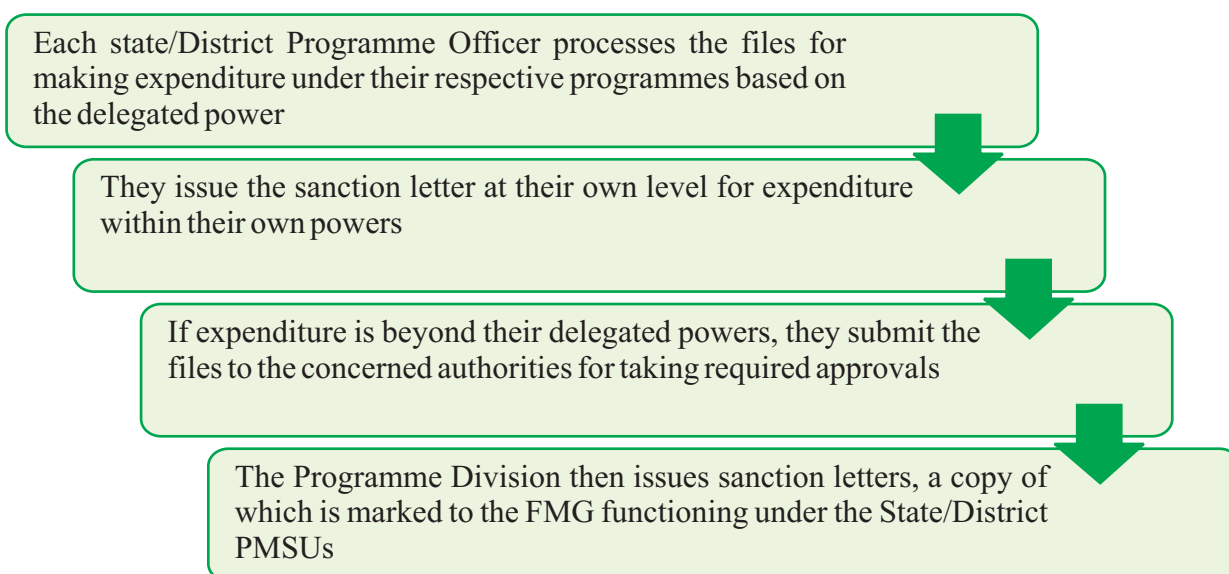 Each state/District Programme Officer processes the files for
making expenditure under their respective programmes based on
the delegated power
They issue the sanction letter at their own level for expenditure
within their own powers
If expenditure is beyond their delegated powers, they submit the
files to the concerned authorities for taking required approvals
The Programme Division then issues sanction letters, a copy of
which is marked to the FMG functioning under the State/District
PMSUs